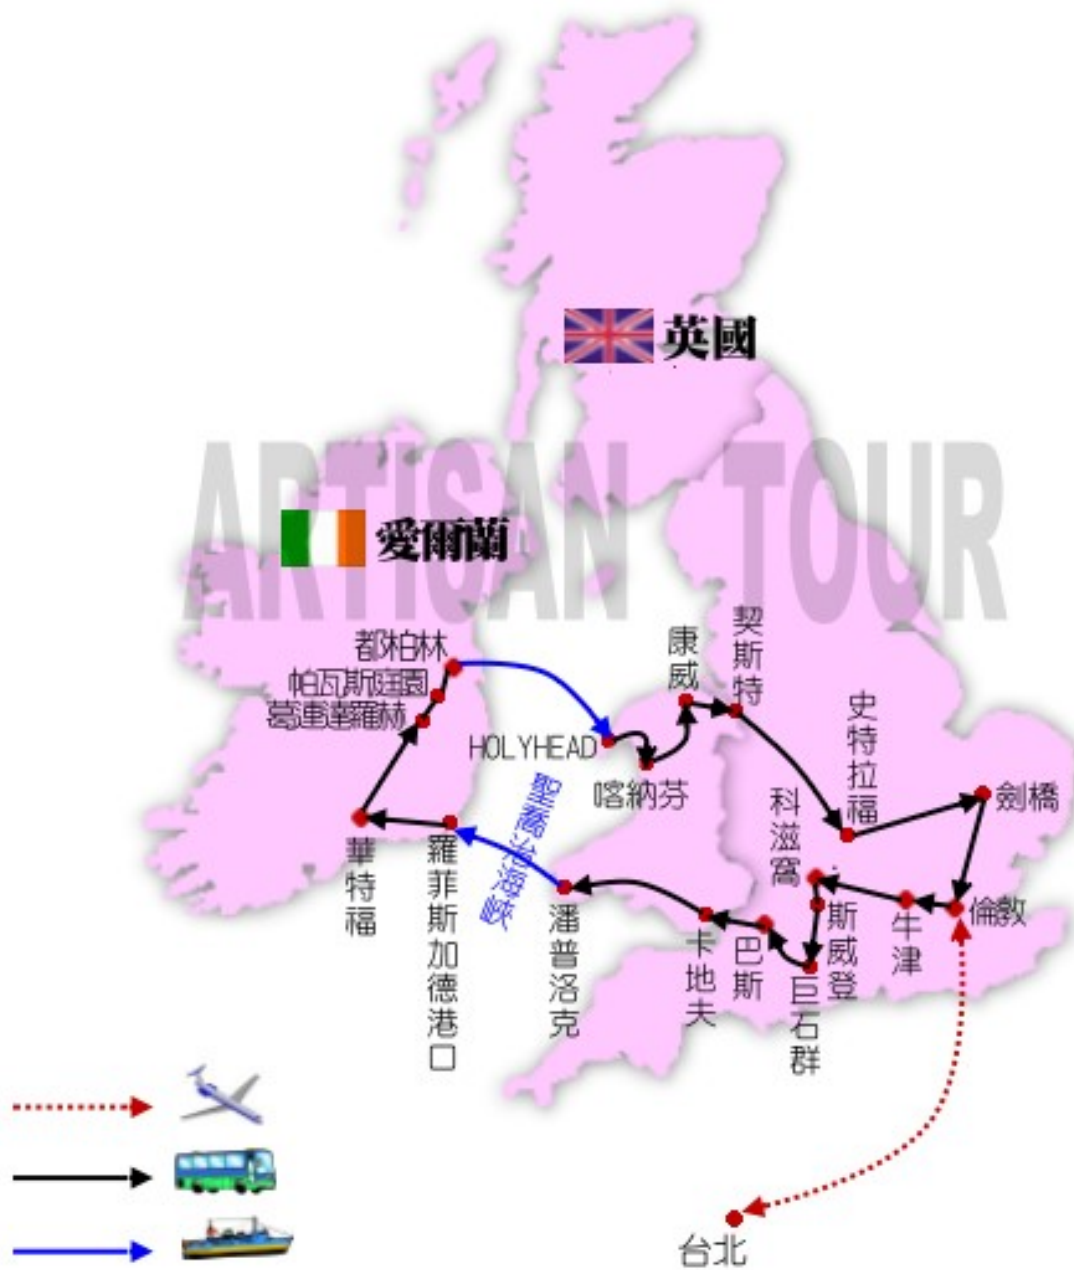 英國
ARTISAN TOUR
愛爾蘭
都柏林
帕瓦斯庭園
葛連達羅赫
HOLYHEAD
喀納芬
康威
契斯特
史特拉福
劍橋
倫敦
牛津
科滋窩
斯威登
巨石群
巴斯
卡地夫
潘普洛克
聖喬治海峽
羅菲斯加德港口
華特福
台北